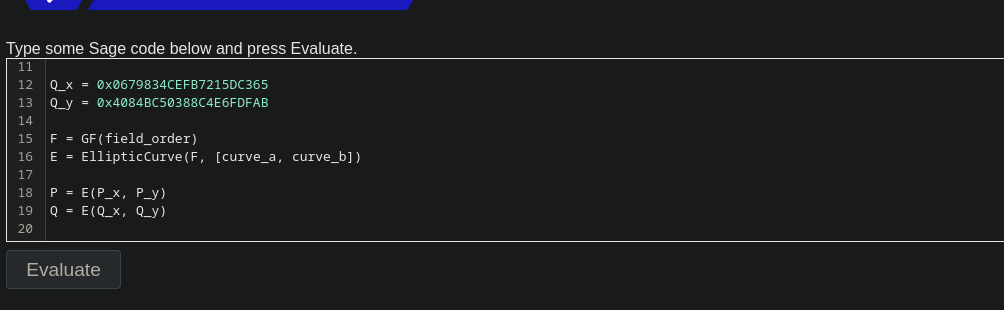 Type some Sage code below and press Evaluate.
11
12 Q_x = 0x0679834CEFB7215DC365
13 Q_y = 0x4084BC50388C4E6FDFAB
14
15 F = GF(field_order)
16 E = EllipticCurve(F, [curve_a, curve_b])
17
18 P = E(P_x, P_y)
19 Q = E(Q_x, Q_y)
20
Evaluate